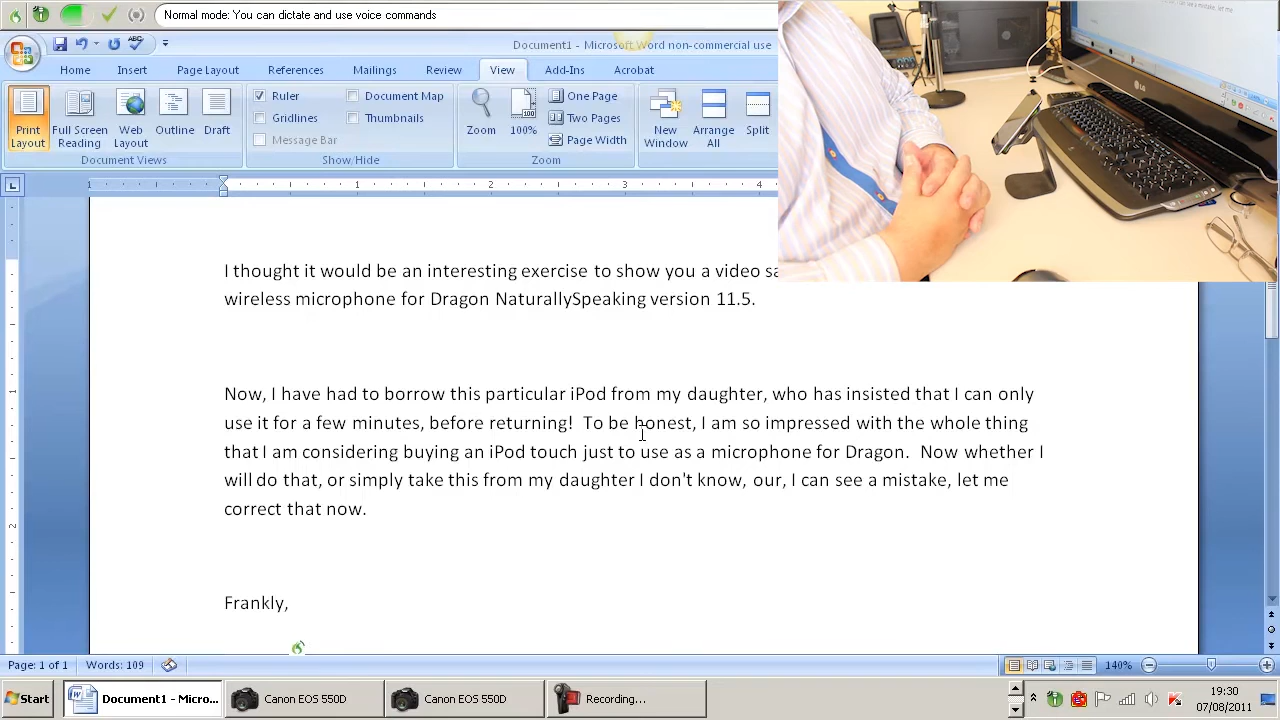 Normal mode: You can dictate and use voice commands
Document1 - Microsoft Word non-commercial use
Home Insert Page Layout References Mailings Review View Add-Ins Acrobat
Ruler Document Map One Page
Gridlines Thumbnails
Print Full Screen Web Outline Draft Message Bar Zoom 100% Page Width New Arrange Split
Layout Reading Layout Window All
Document Views Show/Hide Zoom
1 1 2 3 4
I thought it would be an interesting exercise to show you a video
wireless microphone for Dragon NaturallySpeaking version 11.5.
Now, I have had to borrow this particular iPod from my daughter, who has insisted that I can only
use it for a few minutes, before returning! To be honest, I am so impressed with the whole thing
that I am considering buying an iPod touch just to use as a microphone for Dragon. Now whether I
will do that, or simply take this from my daughter I don't know, our, I can see a mistake, let me
correct that now.
Frankly,
Page: 1 of 1 Words: 109 140%
Start Document1 - Micro... Canon EOS 550D Canon EOS 550D Recording... 19:30
07/08/2011